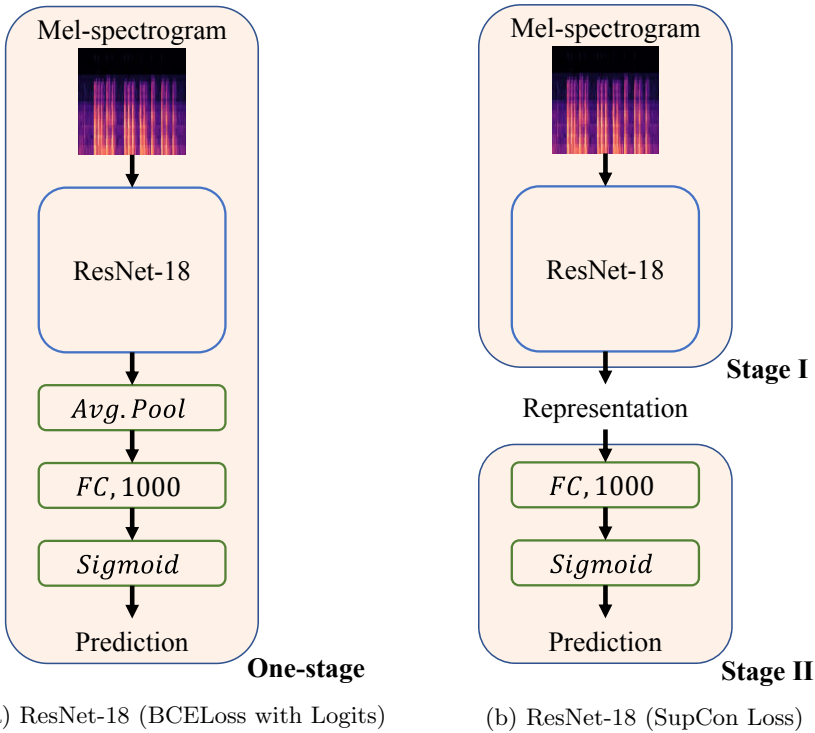 Mel-spectrogram
ResNet-18
Avg. Pool
FC, 1000
Sigmoid
Prediction
One-stage
) ResNet-18 (BCELoss with Logits)
Mel-spectrogram
ResNet-18
Stage I
Representation
FC, 1000
Sigmoid
Prediction
Stage II
(b) ResNet-18 (SupCon Loss)